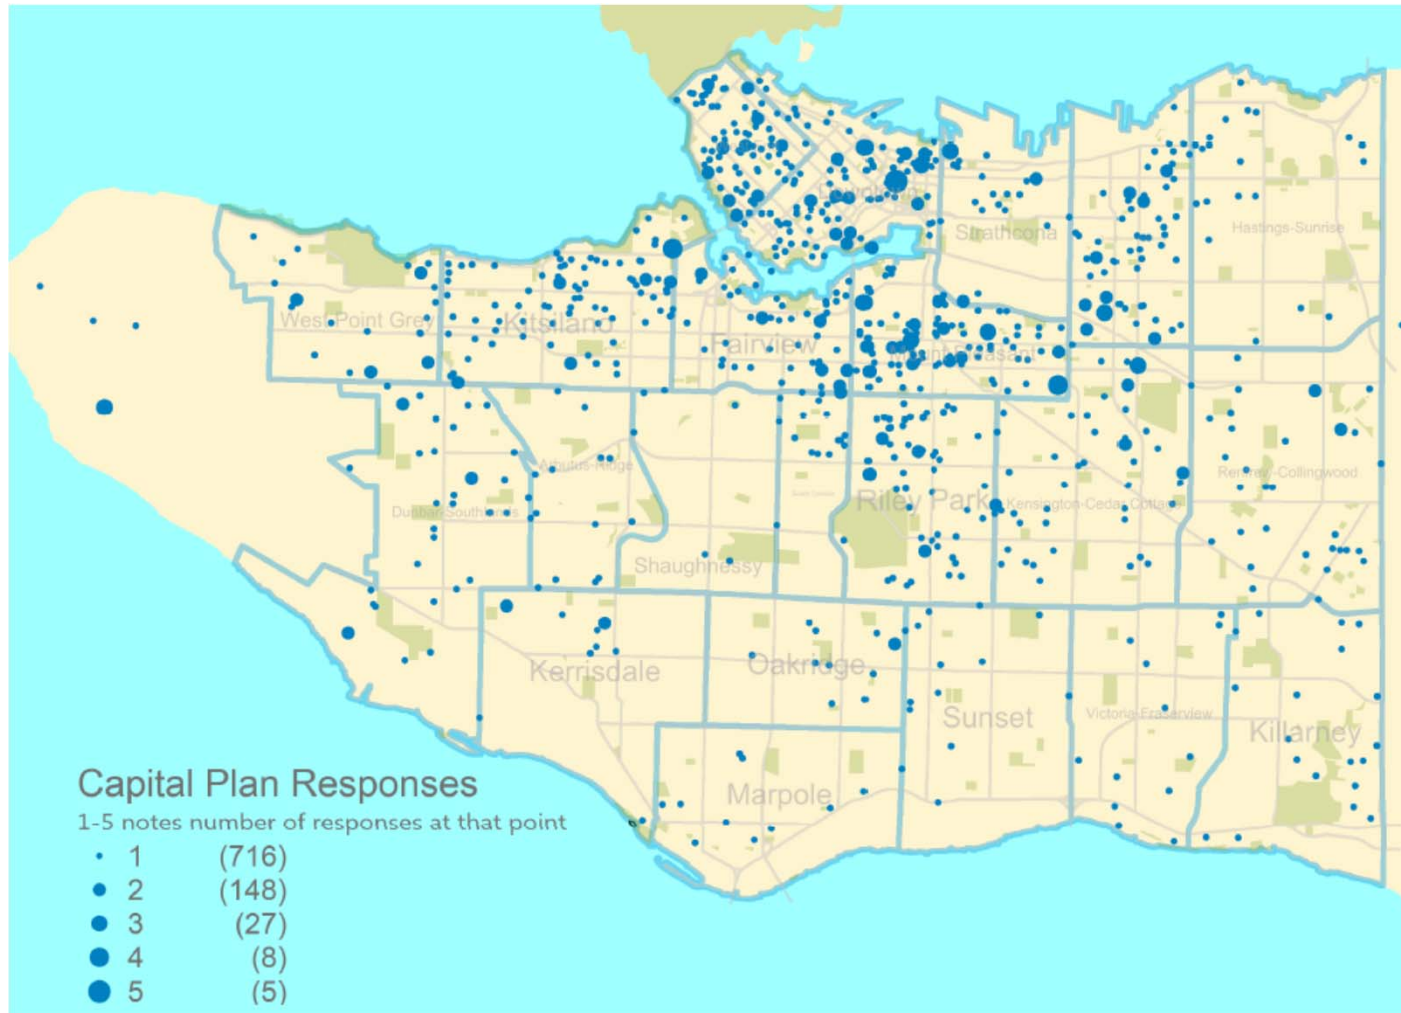 Downtown
Strathcona
Hastings-Sunrise
West Point Grey
Kitsilano
Fairview
Mount Pleasant
Arbutus-Ridge
Renfrew-Collingwood
Dunbar-Southlands
Riley Park
Kensington-Cedar Cottage
Shaughnessy
Kerrisdale
Oakridge
Sunset
Victoria-Fraserview
Killarney
Marpole
Capital Plan Responses
1-5 notes number of responses at that point
1 (716)
2 (148)
3 (27)
4 (8)
5 (5)